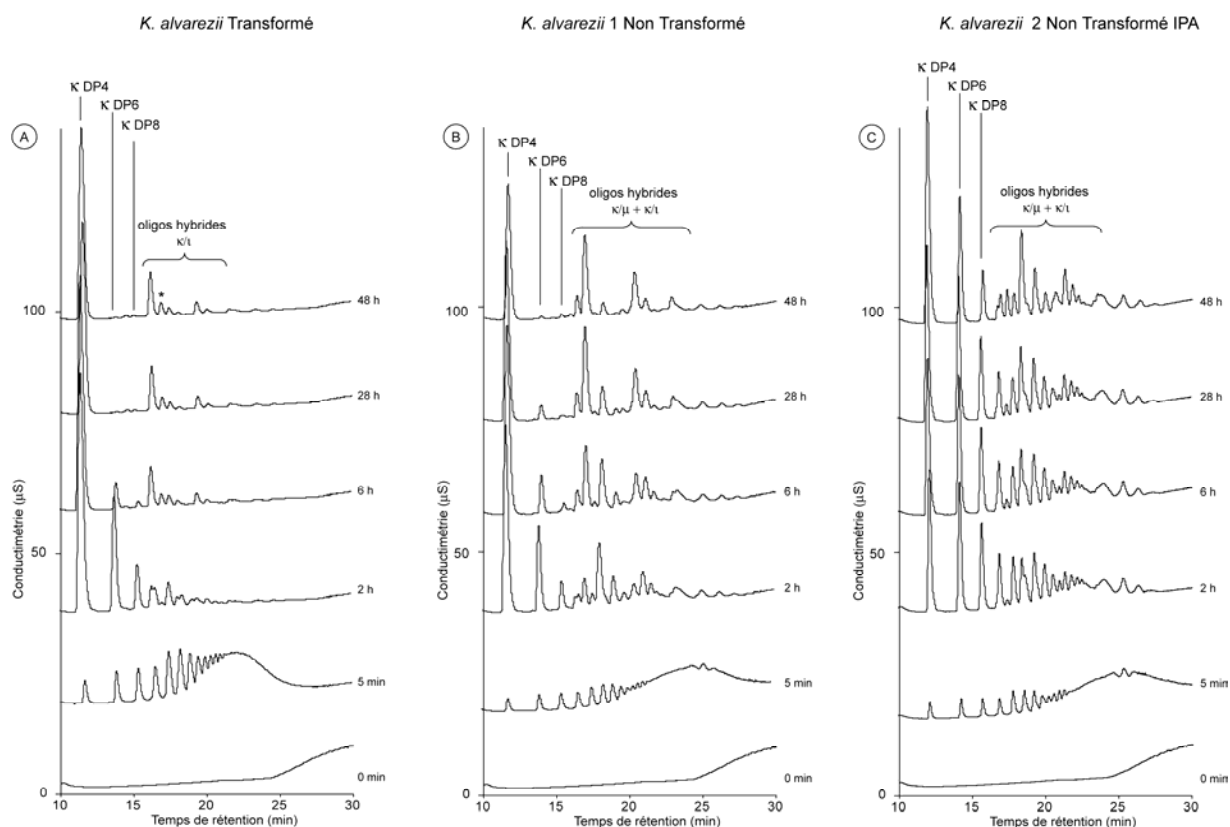 K. alvarezii Transformé
K. alvarezii 1 Non Transformé
K. alvarezii 2 Non Transformé IPA
A
κ DP4
κ DP6
κ DP8
oligos hybrides
κ/ι
*
48 h
28 h
6 h
2 h
5 min
0 min
100
50
0
Conductimétrie (µS)
10
15
20
25
30
Temps de rétention (min)
B
κ DP4
κ DP6
κ DP8
oligos hybrides
κ/μ + κ/ι
48 h
28 h
6 h
2 h
5 min
0 min
100
50
0
Conductimétrie (µS)
10
15
20
25
30
Temps de rétention (min)
C
κ DP4
κ DP6
κ DP8
oligos hybrides
κ/μ + κ/ι
48 h
28 h
6 h
2 h
5 min
0 min
100
50
0
Conductimétrie (µS)
10
15
20
25
30
Temps de rétention (min)